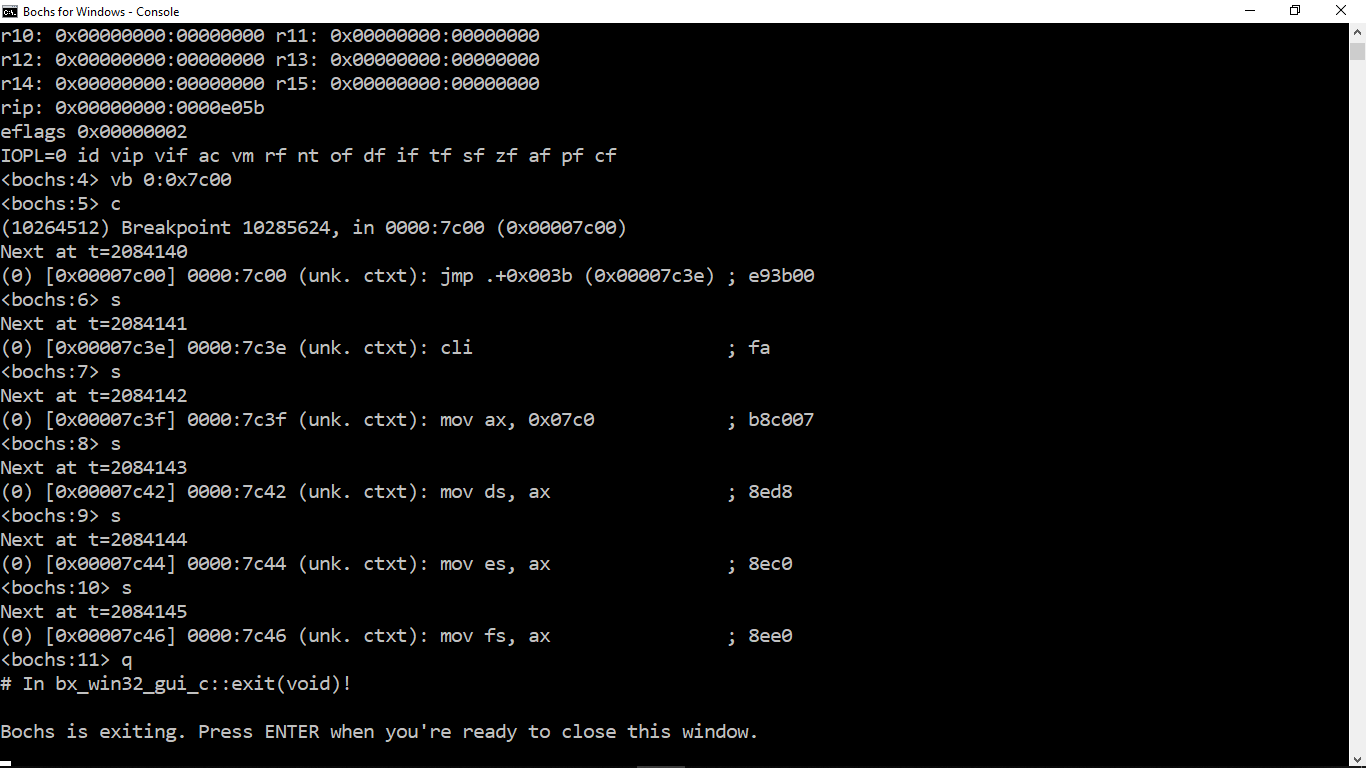 Bochs for Windows - Console
r10: 0x00000000:00000000 r11: 0x00000000:00000000
r12: 0x00000000:00000000 r13: 0x00000000:00000000
r14: 0x00000000:00000000 r15: 0x00000000:00000000
rip: 0x00000000:0000e05b
eflags 0x00000002
IOPL=0 id vip vif ac vm rf nt of df if tf sf zf af pf cf
<bochs:4> vb 0:0x7c00
<bochs:5> c
(10264512) Breakpoint 10285624, in 0000:7c00 (0x00007c00)
Next at t=2084140
(0) [0x00007c00] 0000:7c00 (unk. ctxt): jmp .+0x003b (0x00007c3e) ; e93b00
<bochs:6> s
Next at t=2084141
(0) [0x00007c3e] 0000:7c3e (unk. ctxt): cli                       ; fa
<bochs:7> s
Next at t=2084142
(0) [0x00007c3f] 0000:7c3f (unk. ctxt): mov ax, 0x07c0            ; b8c007
<bochs:8> s
Next at t=2084143
(0) [0x00007c42] 0000:7c42 (unk. ctxt): mov ds, ax                ; 8ed8
<bochs:9> s
Next at t=2084144
(0) [0x00007c44] 0000:7c44 (unk. ctxt): mov es, ax                ; 8ec0
<bochs:10> s
Next at t=2084145
(0) [0x00007c46] 0000:7c46 (unk. ctxt): mov fs, ax                ; 8ee0
<bochs:11> q
# In bx_win32_gui_c::exit(void)!
Bochs is exiting. Press ENTER when you're ready to close this window.